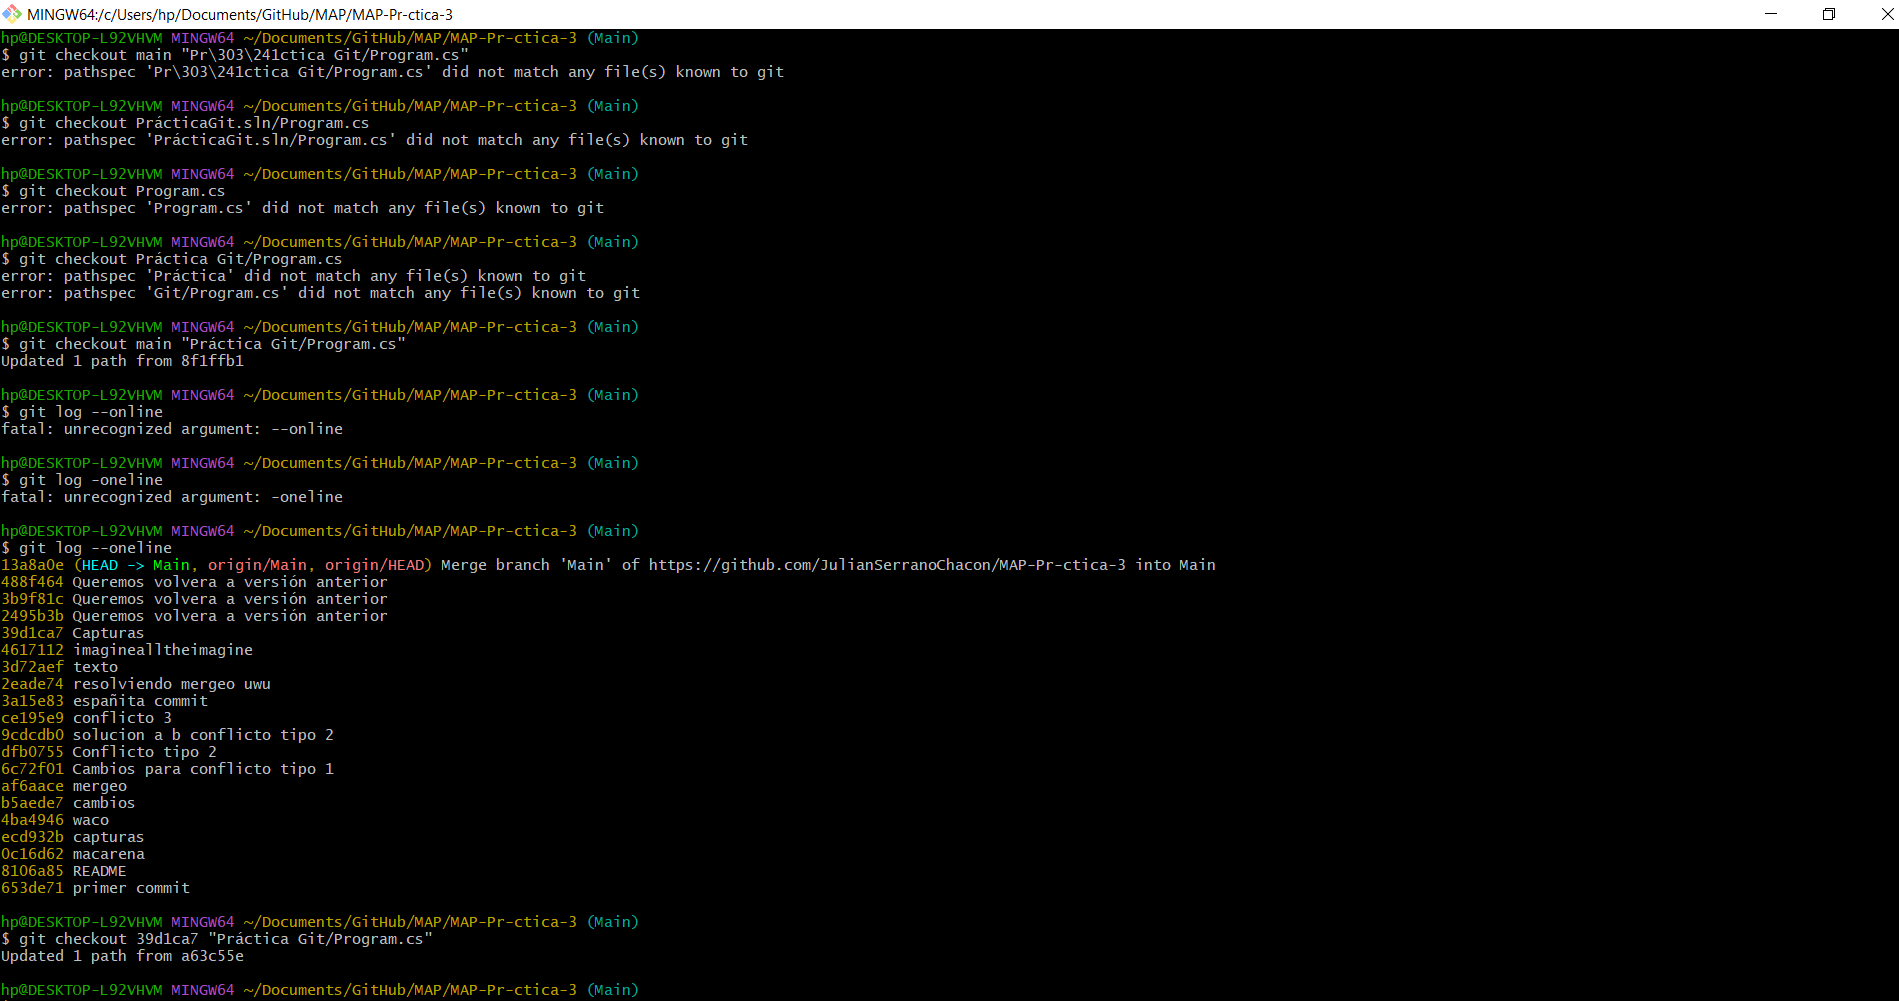 MINGW64:/c/Users/hp/Documents/GitHub/MAP/MAP-Pr-ctica-3
hp@DESKTOP-L92VHVM MINGW64 ~/Documents/GitHub/MAP/MAP-Pr-ctica-3 (Main)
$ git checkout main "Pr\303\241ctica Git/Program.cs"
error: pathspec 'Pr\303\241ctica Git/Program.cs' did not match any file(s) known to git
hp@DESKTOP-L92VHVM MINGW64 ~/Documents/GitHub/MAP/MAP-Pr-ctica-3 (Main)
$ git checkout PrácticaGit.sln/Program.cs
error: pathspec 'PrácticaGit.sln/Program.cs' did not match any file(s) known to git
hp@DESKTOP-L92VHVM MINGW64 ~/Documents/GitHub/MAP/MAP-Pr-ctica-3 (Main)
$ git checkout Program.cs
error: pathspec 'Program.cs' did not match any file(s) known to git
hp@DESKTOP-L92VHVM MINGW64 ~/Documents/GitHub/MAP/MAP-Pr-ctica-3 (Main)
$ git checkout Práctica Git/Program.cs
error: pathspec 'Práctica' did not match any file(s) known to git
error: pathspec 'Git/Program.cs' did not match any file(s) known to git
hp@DESKTOP-L92VHVM MINGW64 ~/Documents/GitHub/MAP/MAP-Pr-ctica-3 (Main)
$ git checkout main "Práctica Git/Program.cs"
Updated 1 path from 8f1ffb1
hp@DESKTOP-L92VHVM MINGW64 ~/Documents/GitHub/MAP/MAP-Pr-ctica-3 (Main)
$ git log --online
fatal: unrecognized argument: --online
hp@DESKTOP-L92VHVM MINGW64 ~/Documents/GitHub/MAP/MAP-Pr-ctica-3 (Main)
$ git log -oneline
fatal: unrecognized argument: -oneline
hp@DESKTOP-L92VHVM MINGW64 ~/Documents/GitHub/MAP/MAP-Pr-ctica-3 (Main)
$ git log --oneline
13a8a0e (HEAD -> Main, origin/Main, origin/HEAD) Merge branch 'Main' of https://github.com/JulianSerranoChacon/MAP-Pr-ctica-3 into Main
488f464 Queremos volvera a versión anterior
3b9f81c Queremos volvera a versión anterior
2495b3b Queremos volvera a versión anterior
39d1ca7 Capturas
4617112 imaginealltheimagine
3d72aef texto
2eade74 resolviendo mergeo uwu
3a15e83 españita commit
ce195e9 conflicto 3
9cdcdb0 solucion a b conflicto tipo 2
dfb0755 Conflicto tipo 2
6c72f01 Cambios para conflicto tipo 1
af6aace mergeo
b5aede7 cambios
4ba4946 waco
ecd932b capturas
0c16d62 macarena
8106a85 README
653de71 primer commit
hp@DESKTOP-L92VHVM MINGW64 ~/Documents/GitHub/MAP/MAP-Pr-ctica-3 (Main)
$ git checkout 39d1ca7 "Práctica Git/Program.cs"
Updated 1 path from a63c55e
hp@DESKTOP-L92VHVM MINGW64 ~/Documents/GitHub/MAP/MAP-Pr-ctica-3 (Main)